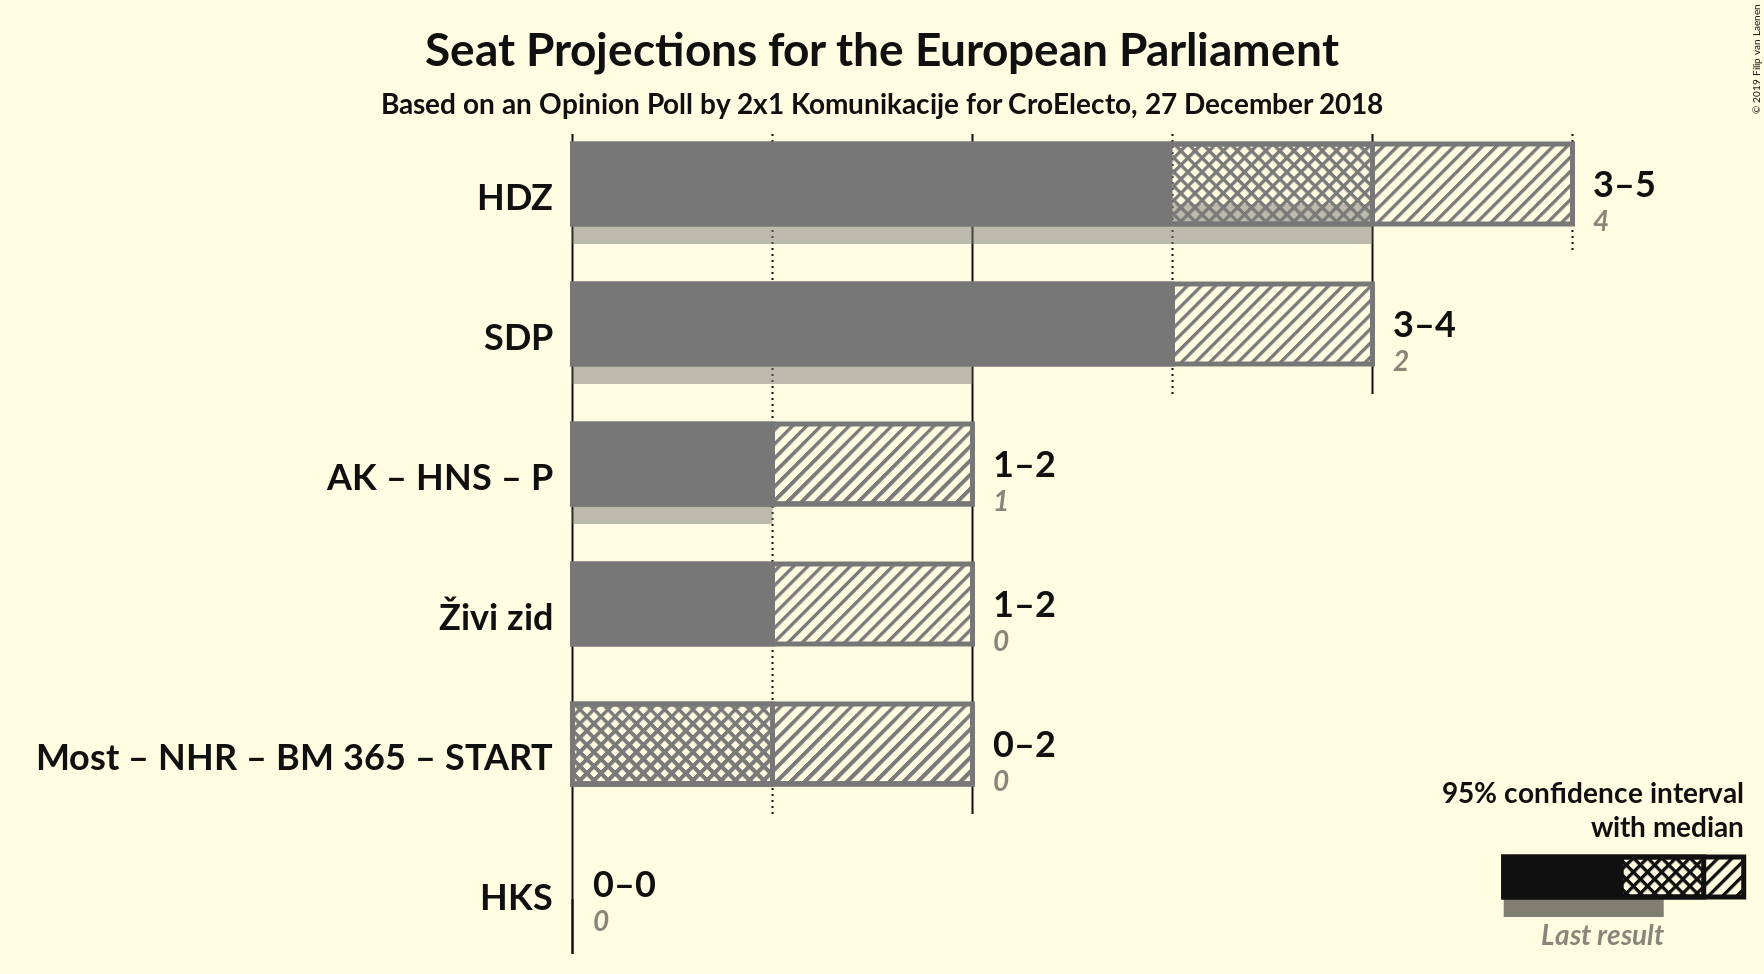 Seat Projections for the European Parliament
Based on an Opinion Poll by 2x1 Komunikacije for CroElecto, 27 December 2018
© 2019 Filip van Laenen
HDZ
3–5
4
SDP
3–4
2
AK – HNS – P
1–2
1
Živi zid
1–2
0
Most – NHR – BM 365 – START
0–2
0
HKS
0–0
0
95% confidence interval
with median
Last result